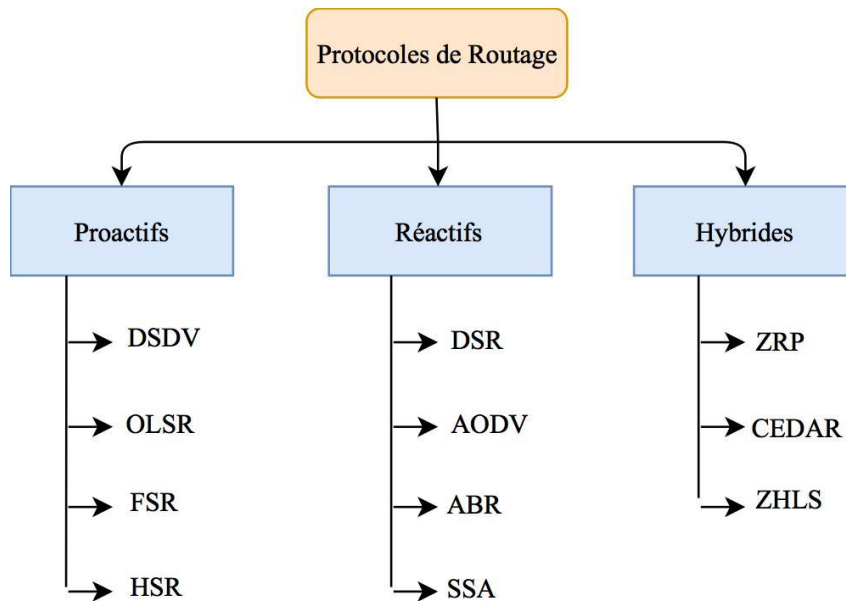 Protocoles de Routage
Proactifs
Réactifs
Hybrides
DSDV
DSR
ZRP
OLSR
AODV
CEDAR
FSR
ABR
ZHLS
HSR
SSA